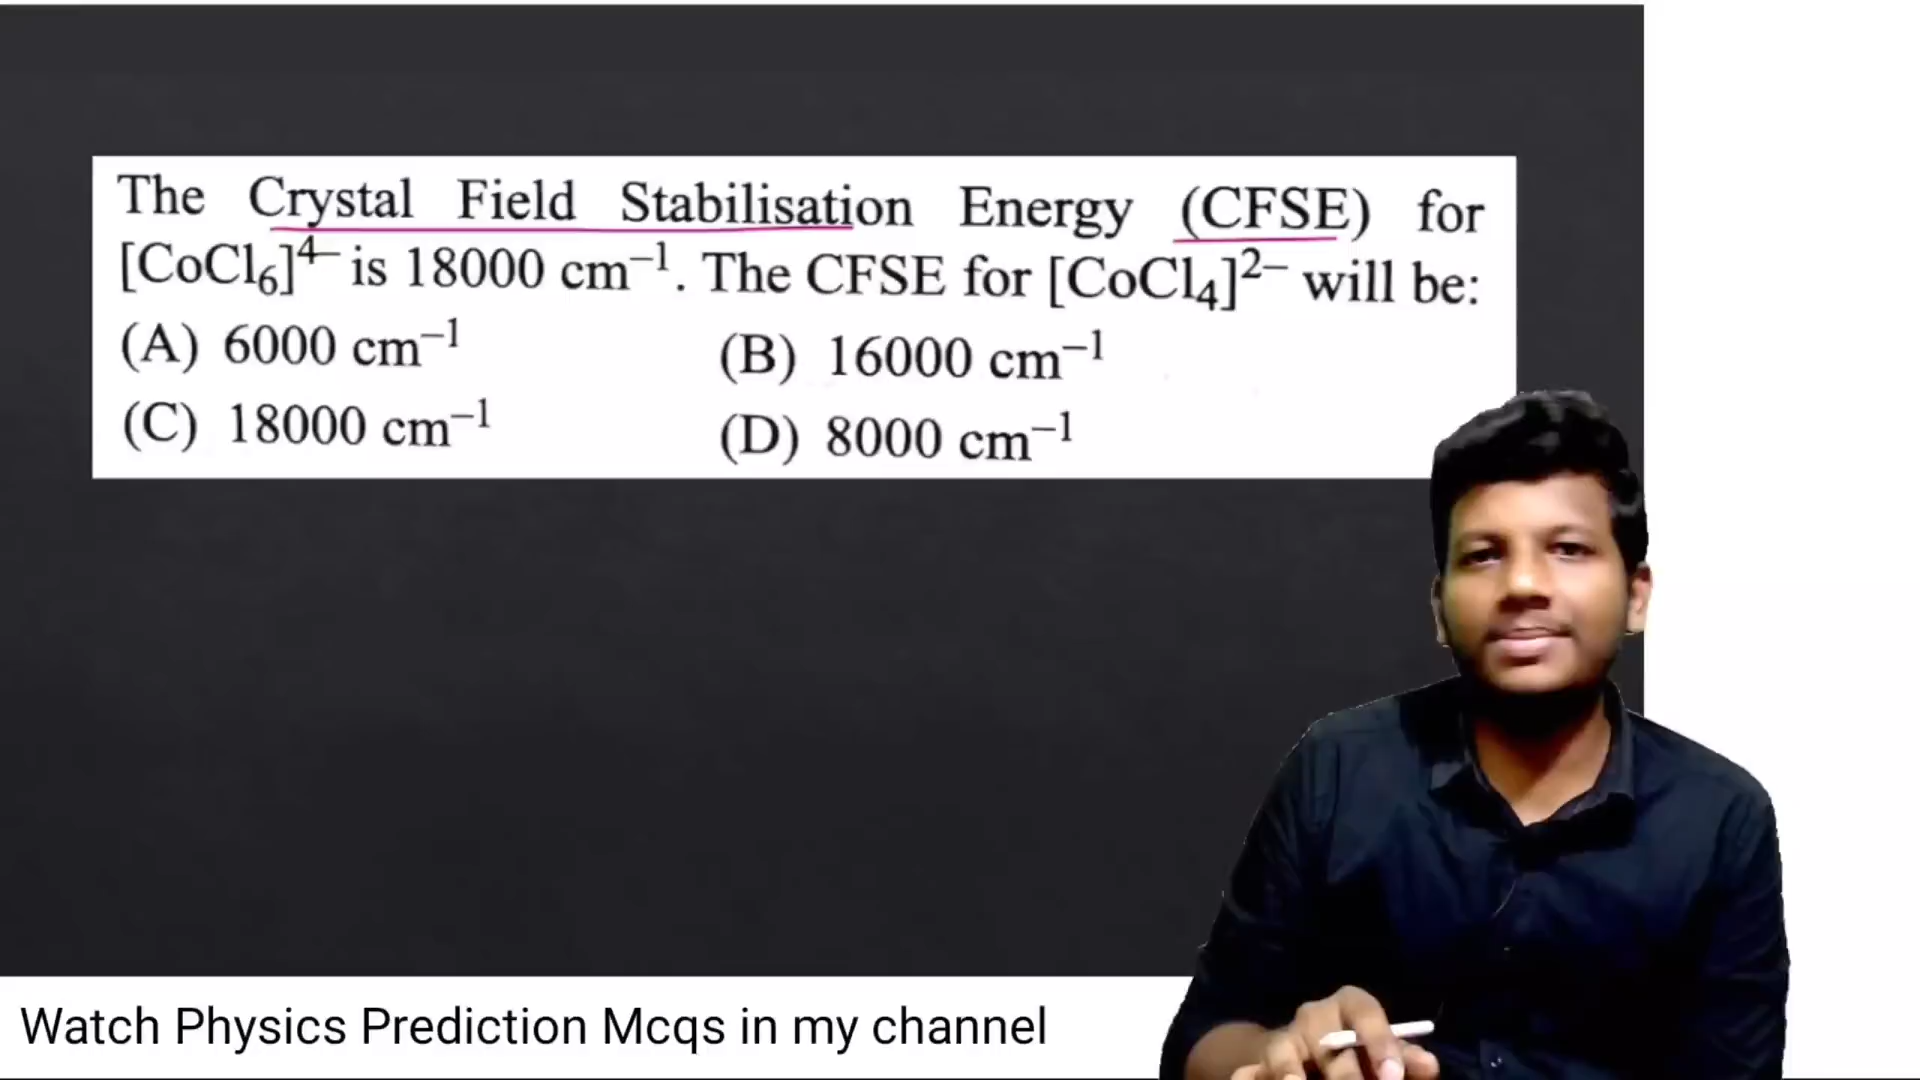 The Crystal Field Stabilisation Energy (CFSE) for
[CoCl₆]⁴⁻ is 18000 cm⁻¹. The CFSE for [CoCl₄]²⁻ will be:
(A) 6000 cm⁻¹ (B) 16000 cm⁻¹
(C) 18000 cm⁻¹ (D) 8000 cm⁻¹
Watch Physics Prediction Mcqs in my channel